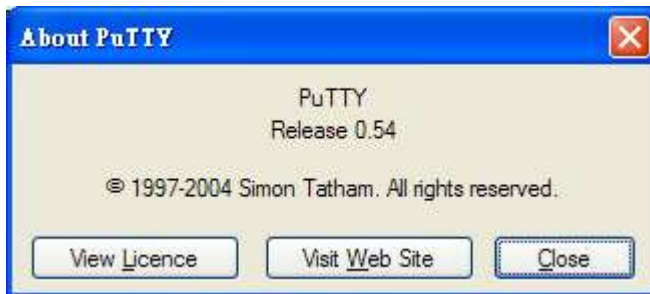 About PuTTY
PuTTY
Release 0.54
© 1997-2004 Simon Tatham. All rights reserved.
View Licence
Visit Web Site
Close